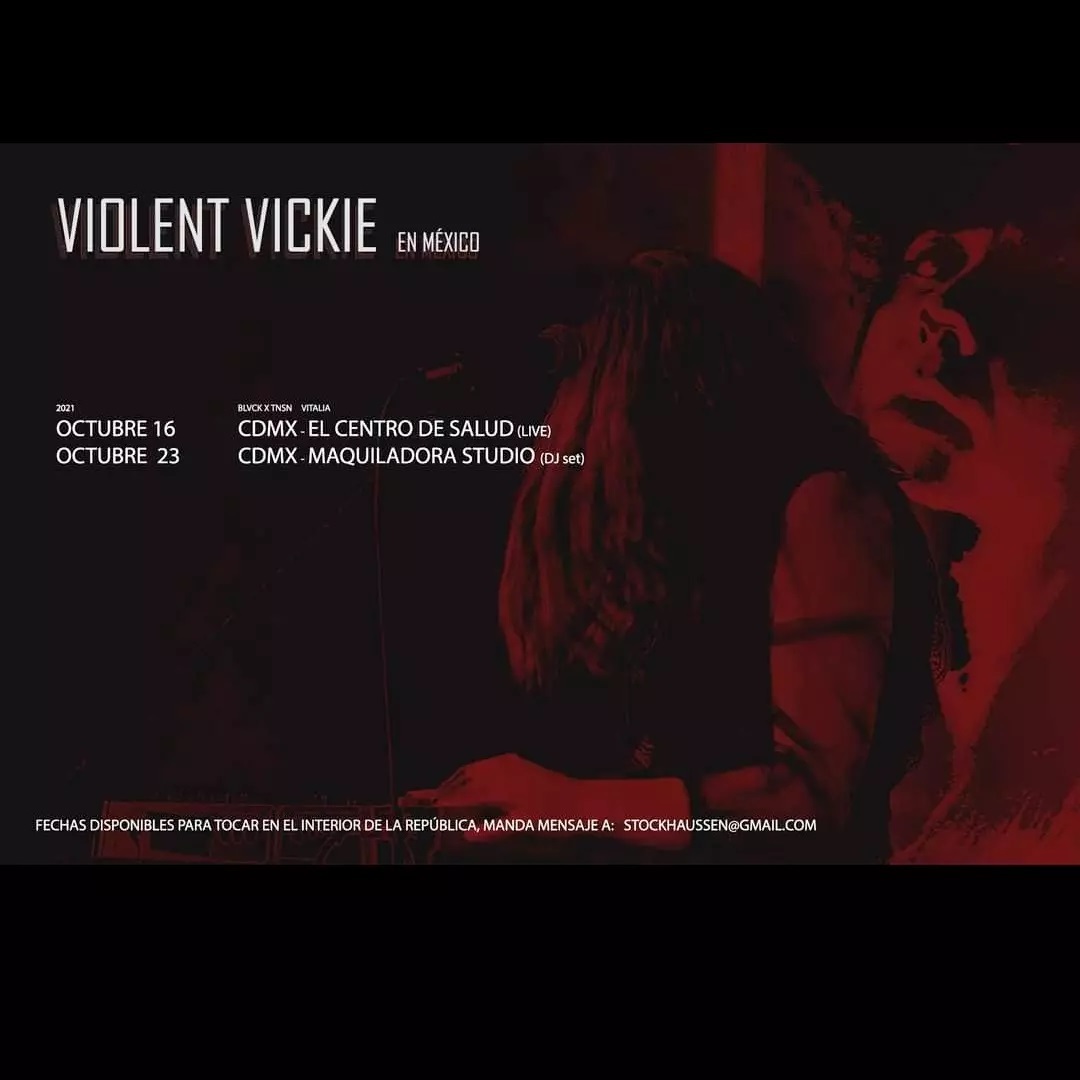 VIOLENT VICKIE EN MÉXICO
2021 BLVCK X TNSN VITALIA
OCTUBRE 16 CDMX - EL CENTRO DE SALUD (LIVE)
OCTUBRE 23 CDMX - MAQUILADORA STUDIO (DJ set)
FECHAS DISPONIBLES PARA TOCAR EN EL INTERIOR DE LA REPÚBLICA, MANDA MENSAJE A: STOCKHAUSSEN@GMAIL.COM